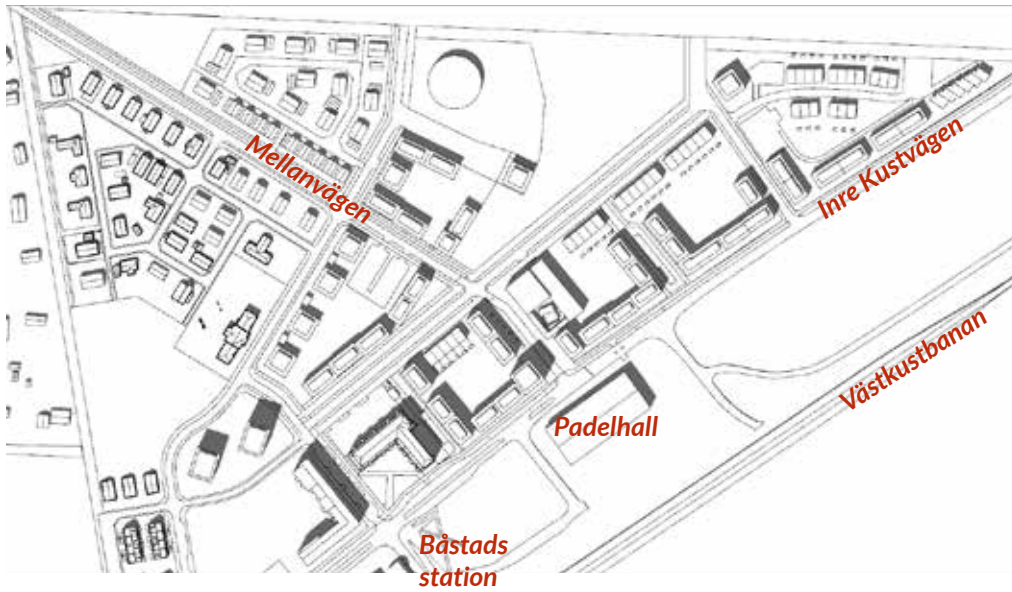 Mellanvägen
Inre Kustvägen
Västkustbanan
Padelhall
Båstads
station